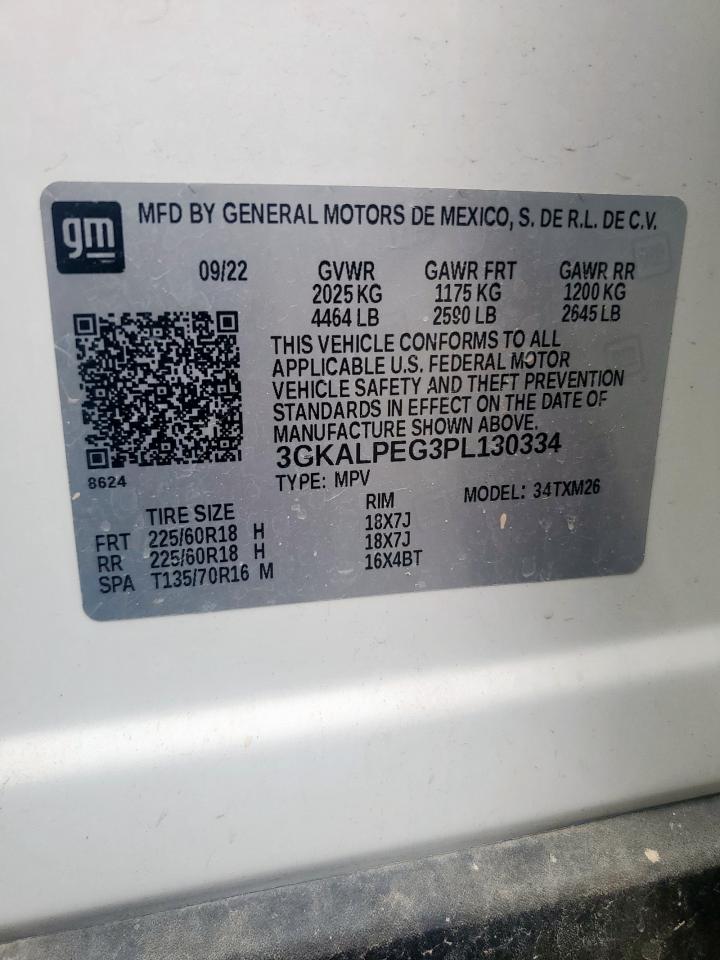 gm
MFD BY GENERAL MOTORS DE MEXICO, S. DE R.L. DE C.V.
09/22 GVWR GAWR FRT GAWR RR
2025 KG 1175 KG 1200 KG
4464 LB 2590 LB 2645 LB
THIS VEHICLE CONFORMS TO ALL
APPLICABLE U.S. FEDERAL MOTOR
VEHICLE SAFETY AND THEFT PREVENTION
STANDARDS IN EFFECT ON THE DATE OF
MANUFACTURE SHOWN ABOVE.
3GKALPEG3PL130334
8624
TYPE: MPV MODEL: 34TXM26
TIRE SIZE RIM
FRT 225/60R18 H 18X7J
RR 225/60R18 H 18X7J
SPA T135/70R16 M 16X4BT